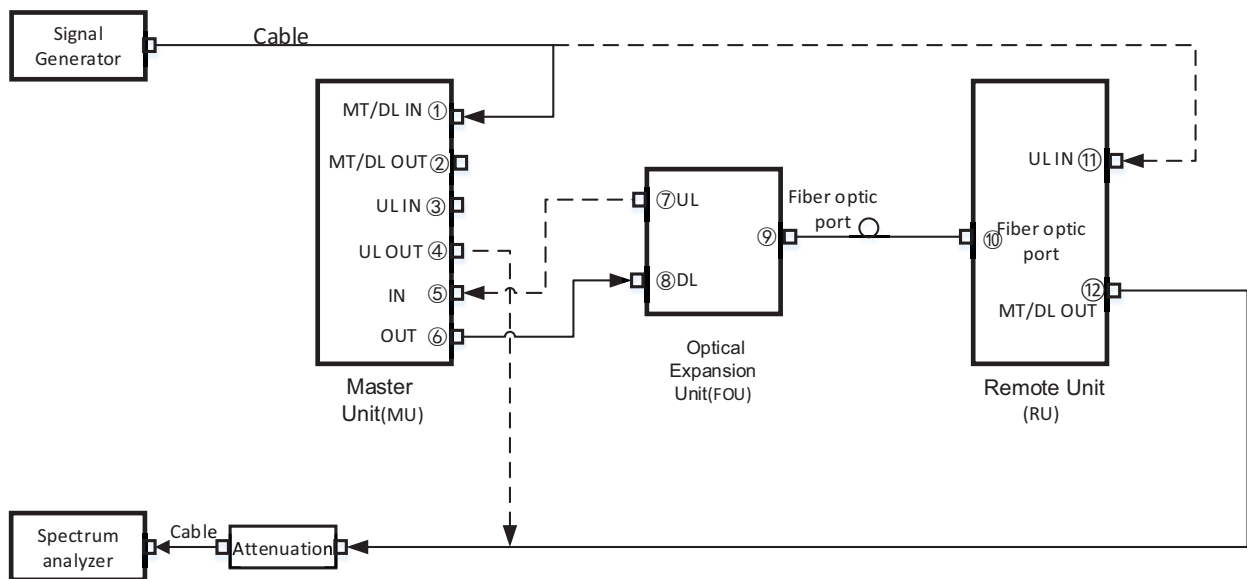 Signal
Generator
Cable
MT/DL IN ①
MT/DL OUT ②
UL IN ③
UL OUT ④
IN ⑤
OUT ⑥
Master
Unit(MU)
⑦UL
⑧DL
⑨
Optical
Expansion
Unit(FOU)
Fiber optic
port
UL IN ⑪
⑩Fiber optic
port
⑫
MT/DL OUT
Remote Unit
(RU)
Spectrum
analyzer
Cable
Attenuation